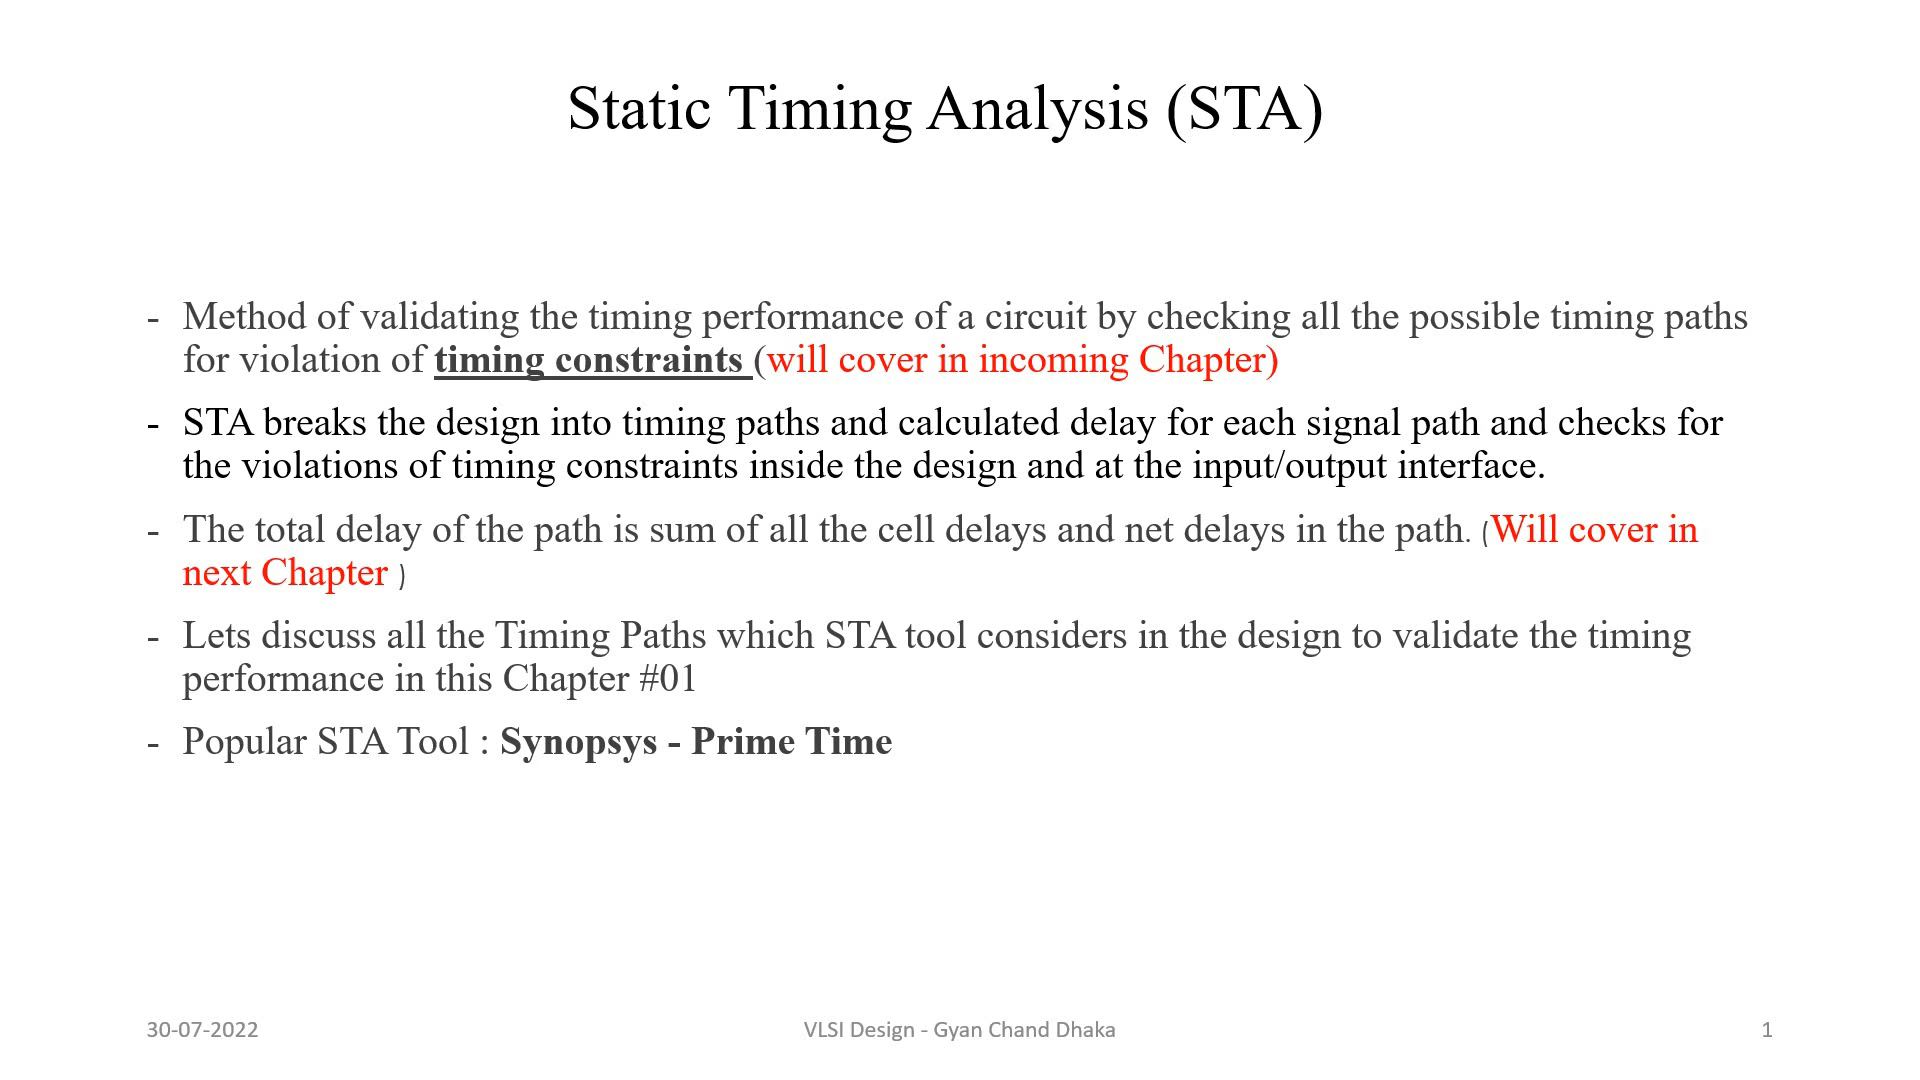 Static Timing Analysis (STA)
- Method of validating the timing performance of a circuit by checking all the possible timing paths
for violation of timing constraints (will cover in incoming Chapter)
- STA breaks the design into timing paths and calculated delay for each signal path and checks for
the violations of timing constraints inside the design and at the input/output interface.
- The total delay of the path is sum of all the cell delays and net delays in the path. (Will cover in
next Chapter )
- Lets discuss all the Timing Paths which STA tool considers in the design to validate the timing
performance in this Chapter #01
- Popular STA Tool : Synopsys - Prime Time
30-07-2022
VLSI Design - Gyan Chand Dhaka
1